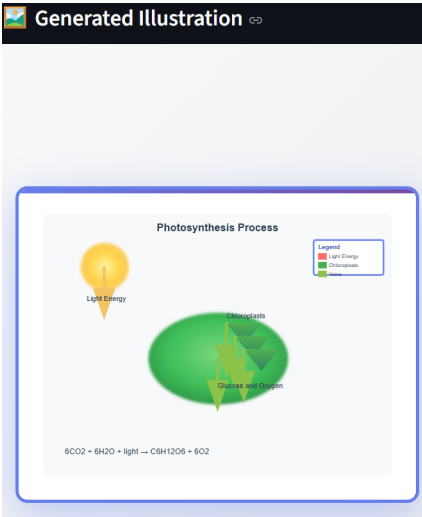 Generated Illustration
Photosynthesis Process
Legend
Light Energy
Chloroplasts
Veins
Light Energy
Chloroplasts
Glucose and Oxygen
6CO2 + 6H2O + light → C6H12O6 + 6O2